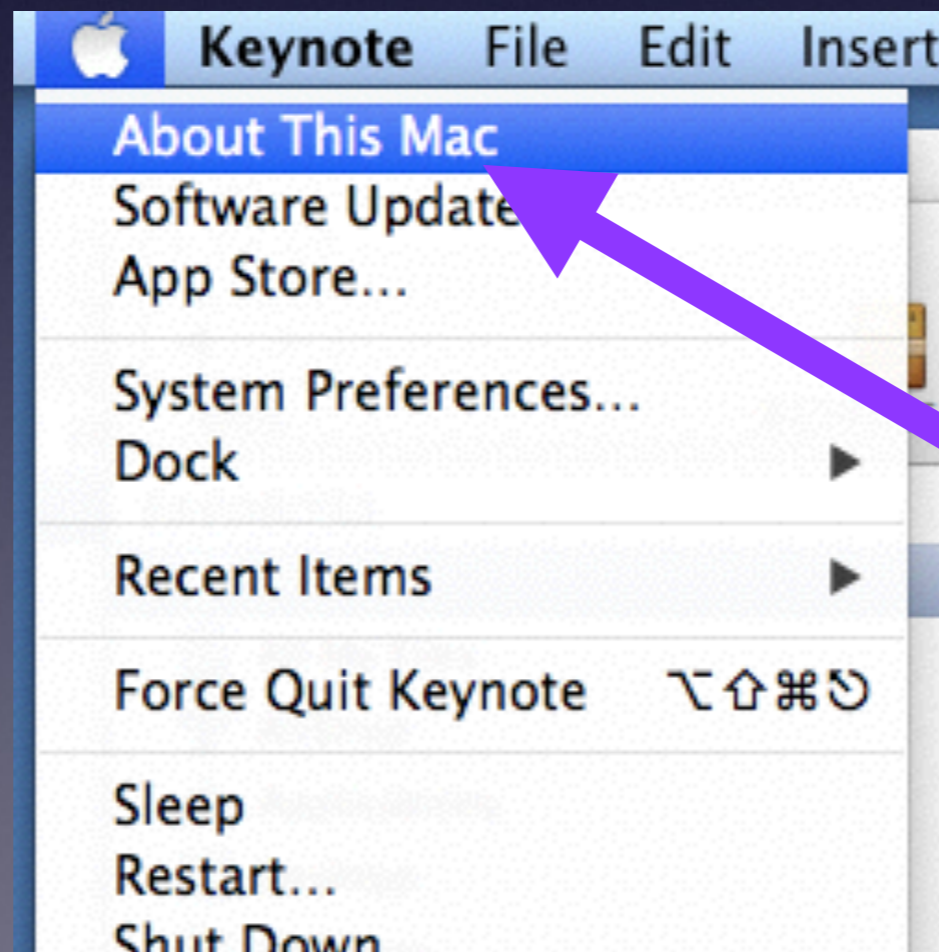 Keynote File Edit Insert
About This Mac
Software Update
App Store...
System Preferences...
Dock ▶
Recent Items ▶
Force Quit Keynote ⌥⇧⌘⎋
Sleep
Restart...
Shut Down